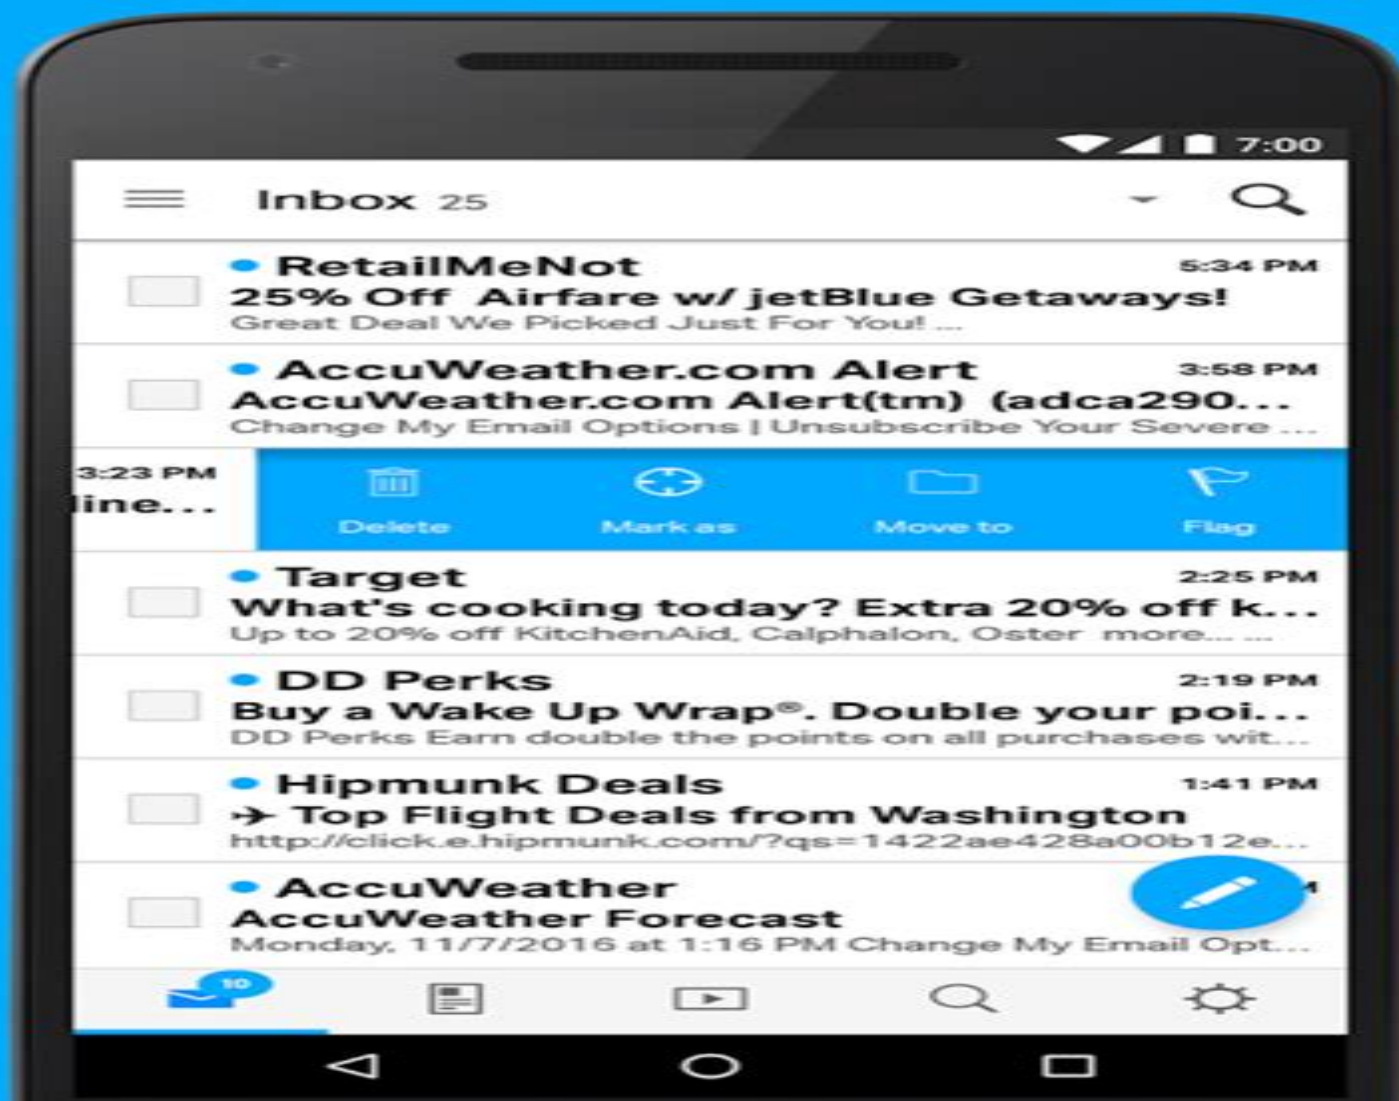 7:00
Inbox 25
RetailMeNot 5:34 PM
25% Off Airfare w/ jetBlue Getaways!
Great Deal We Picked Just For You! ...
AccuWeather.com Alert 3:58 PM
AccuWeather.com Alert(tm) (adca290...
Change My Email Options | Unsubscribe Your Severe ...
3:23 PM
line...
Delete Mark as Move to Flag
Target 2:25 PM
What's cooking today? Extra 20% off k...
Up to 20% off KitchenAid, Calphalon, Oster more... ...
DD Perks 2:19 PM
Buy a Wake Up Wrap®. Double your poi...
DD Perks Earn double the points on all purchases wit...
Hipmunk Deals 1:41 PM
✈ Top Flight Deals from Washington
http://click.e.hipmunk.com/?qs=1422ae428a00b12e...
AccuWeather
AccuWeather Forecast
Monday, 11/7/2016 at 1:16 PM Change My Email Opt...
10